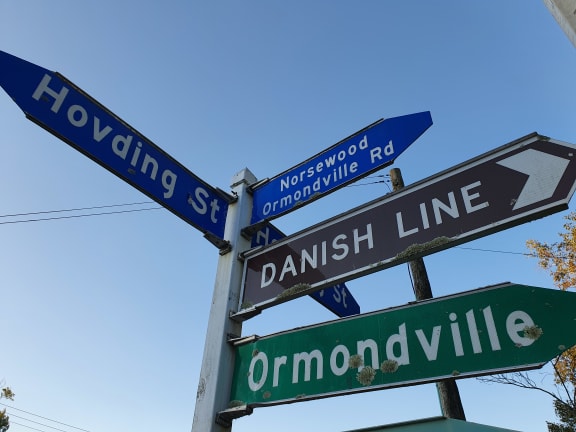 Hovding St
Norsewood
Ormondville Rd
DANISH LINE
Ormondville